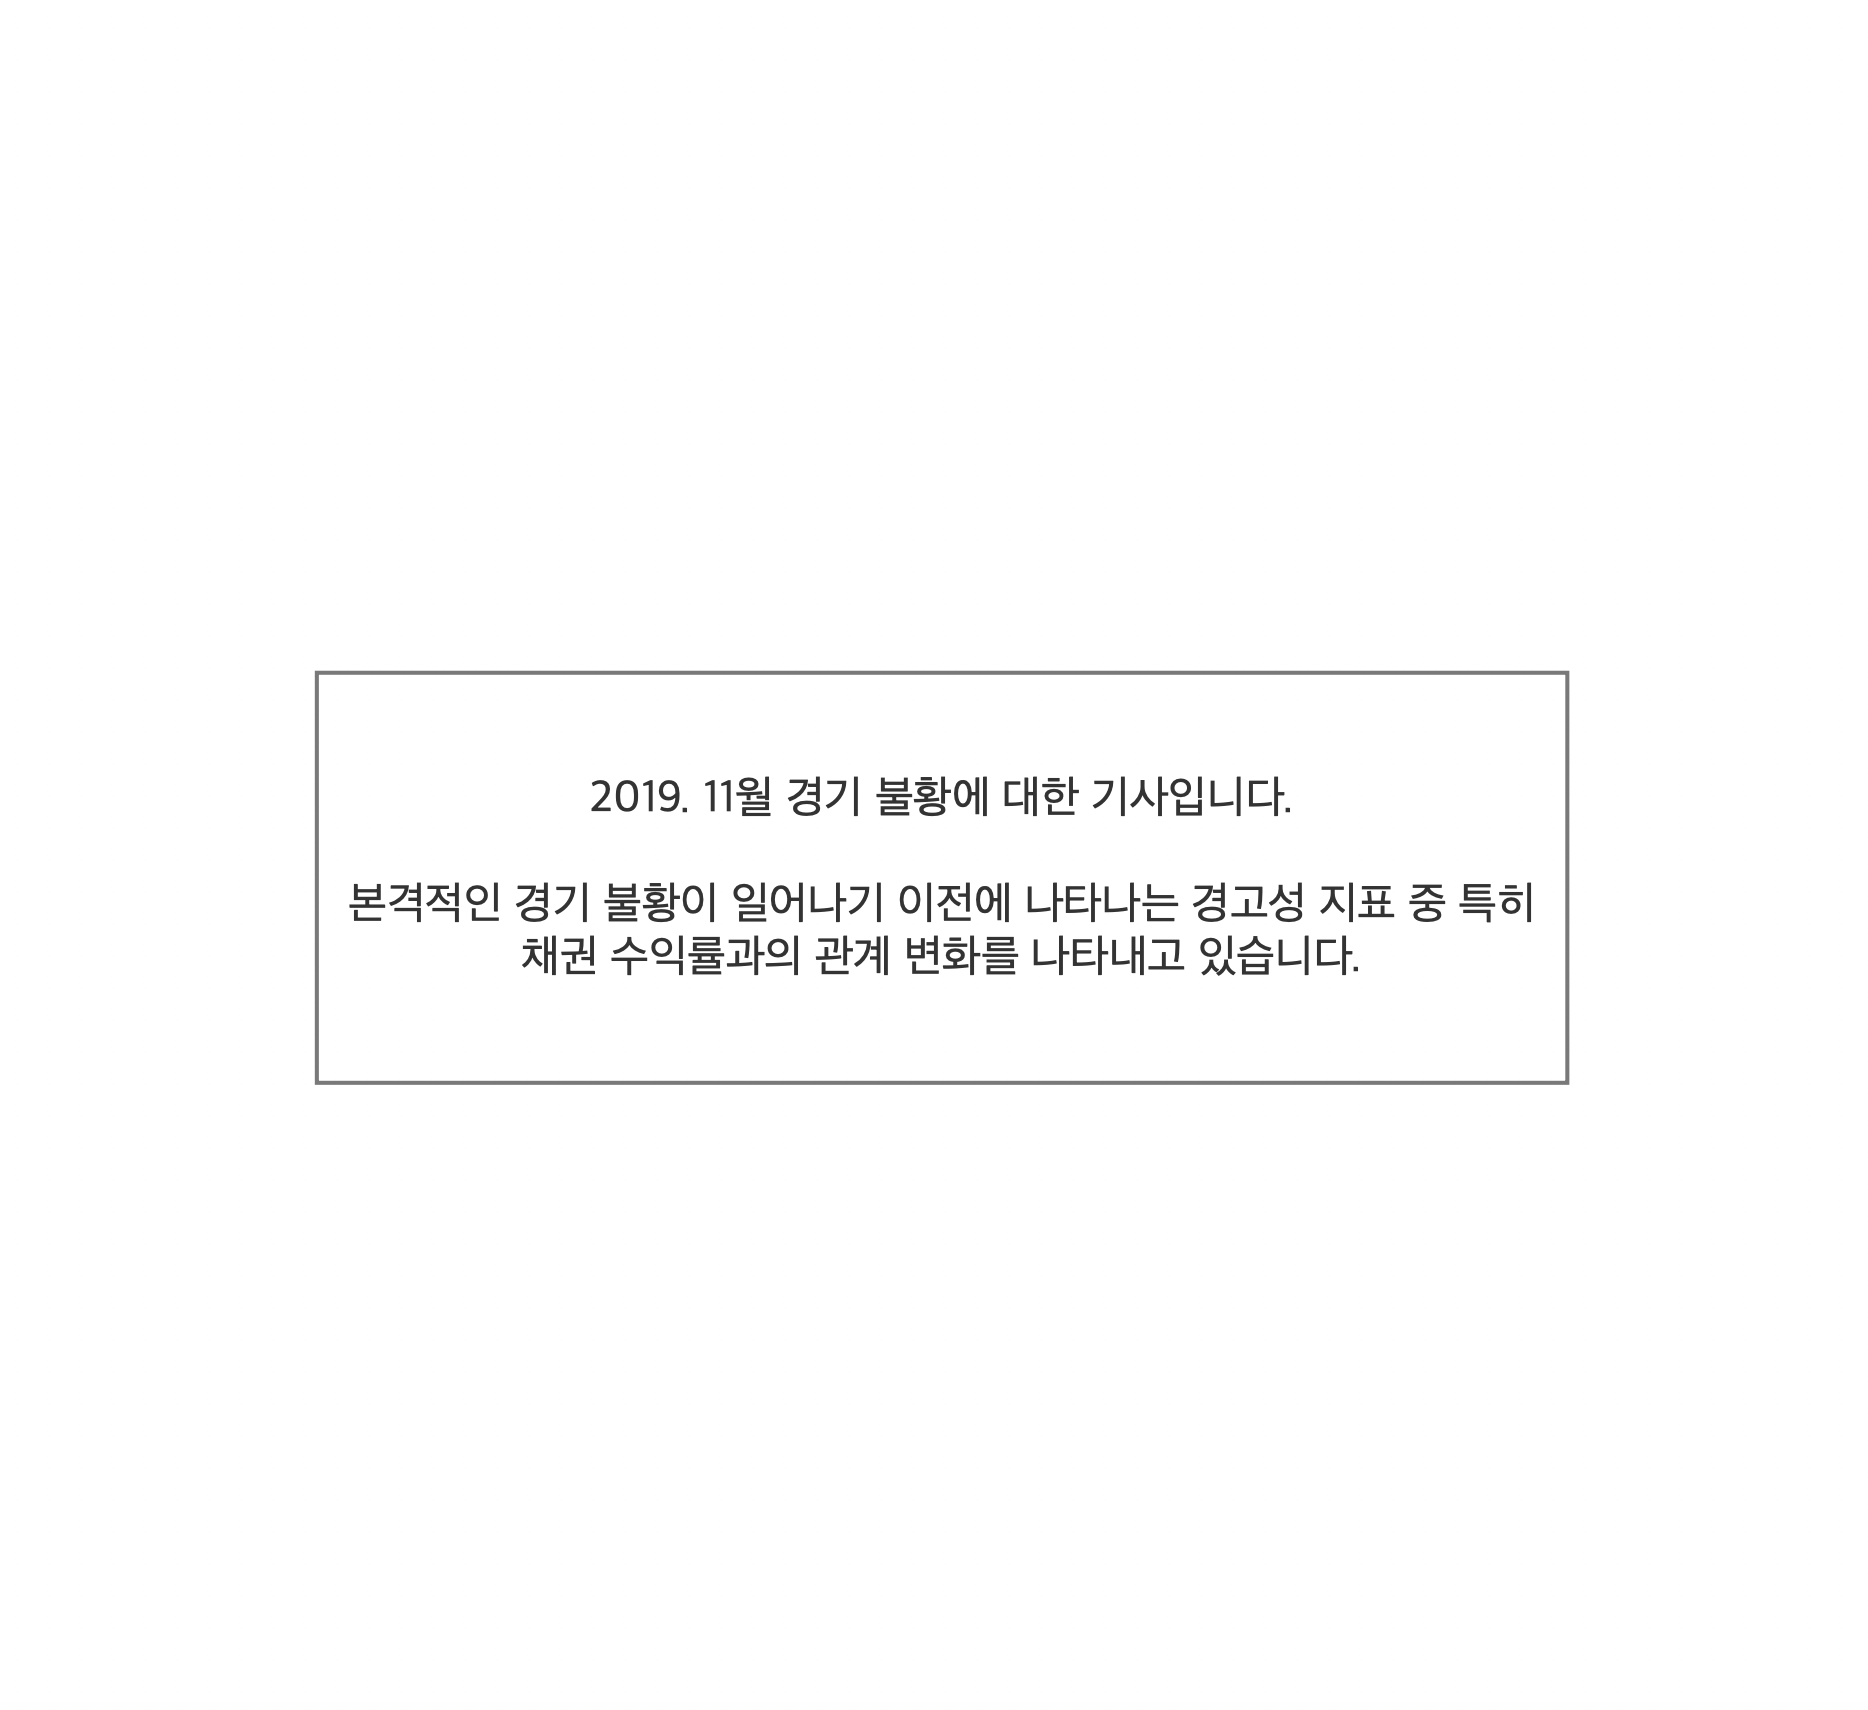 2019. 11월 경기 불황에 대한 기사입니다.
본격적인 경기 불황이 일어나기 이전에 나타나는 경고성 지표 중 특히
채권 수익률과의 관계 변화를 나타내고 있습니다.